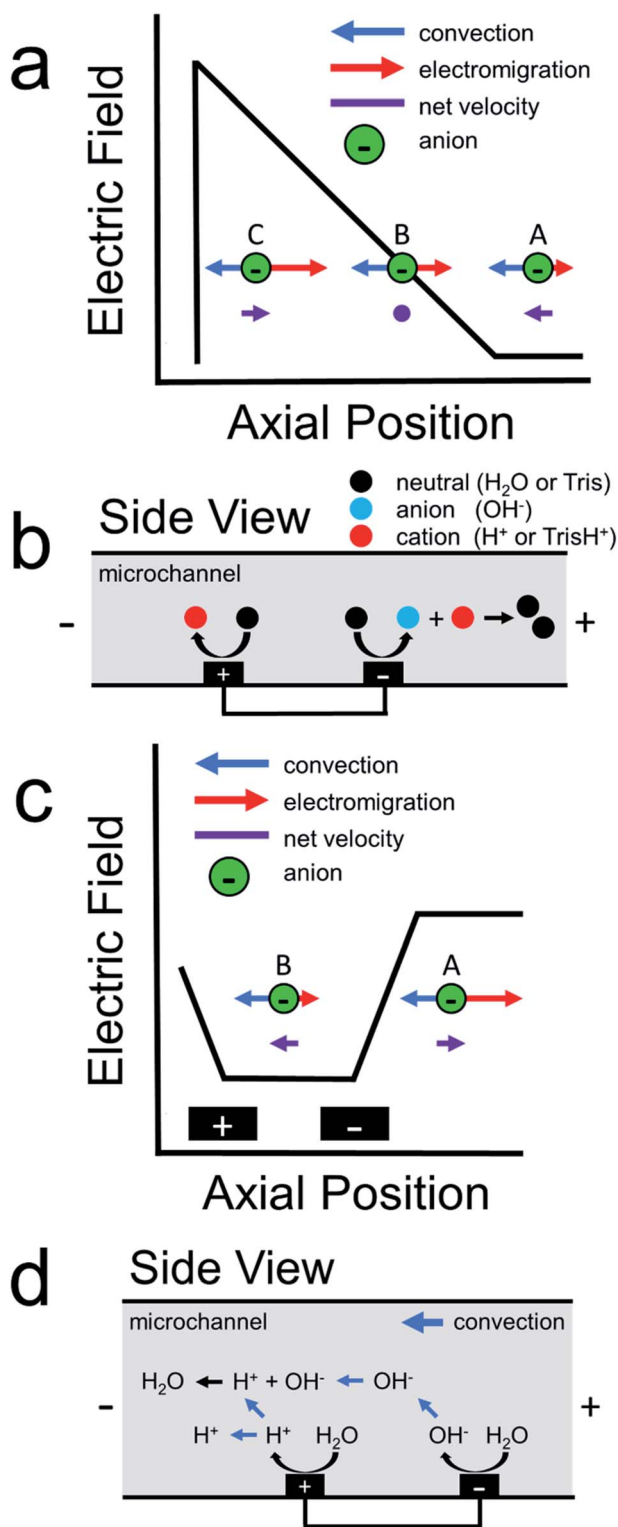 a
Electric Field
convection
electromigration
net velocity
- anion
C B A
- - -
Axial Position
b
Side View
neutral (H₂O or Tris)
anion (OH⁻)
cation (H⁺ or TrisH⁺)
microchannel
- + +
+ -
c
Electric Field
convection
electromigration
net velocity
- anion
B A
- -
+ -
Axial Position
d
Side View
microchannel convection
H₂O H⁺ + OH⁻ OH⁻
- +
H⁺ H⁺ H₂O OH⁻ H₂O
+ -